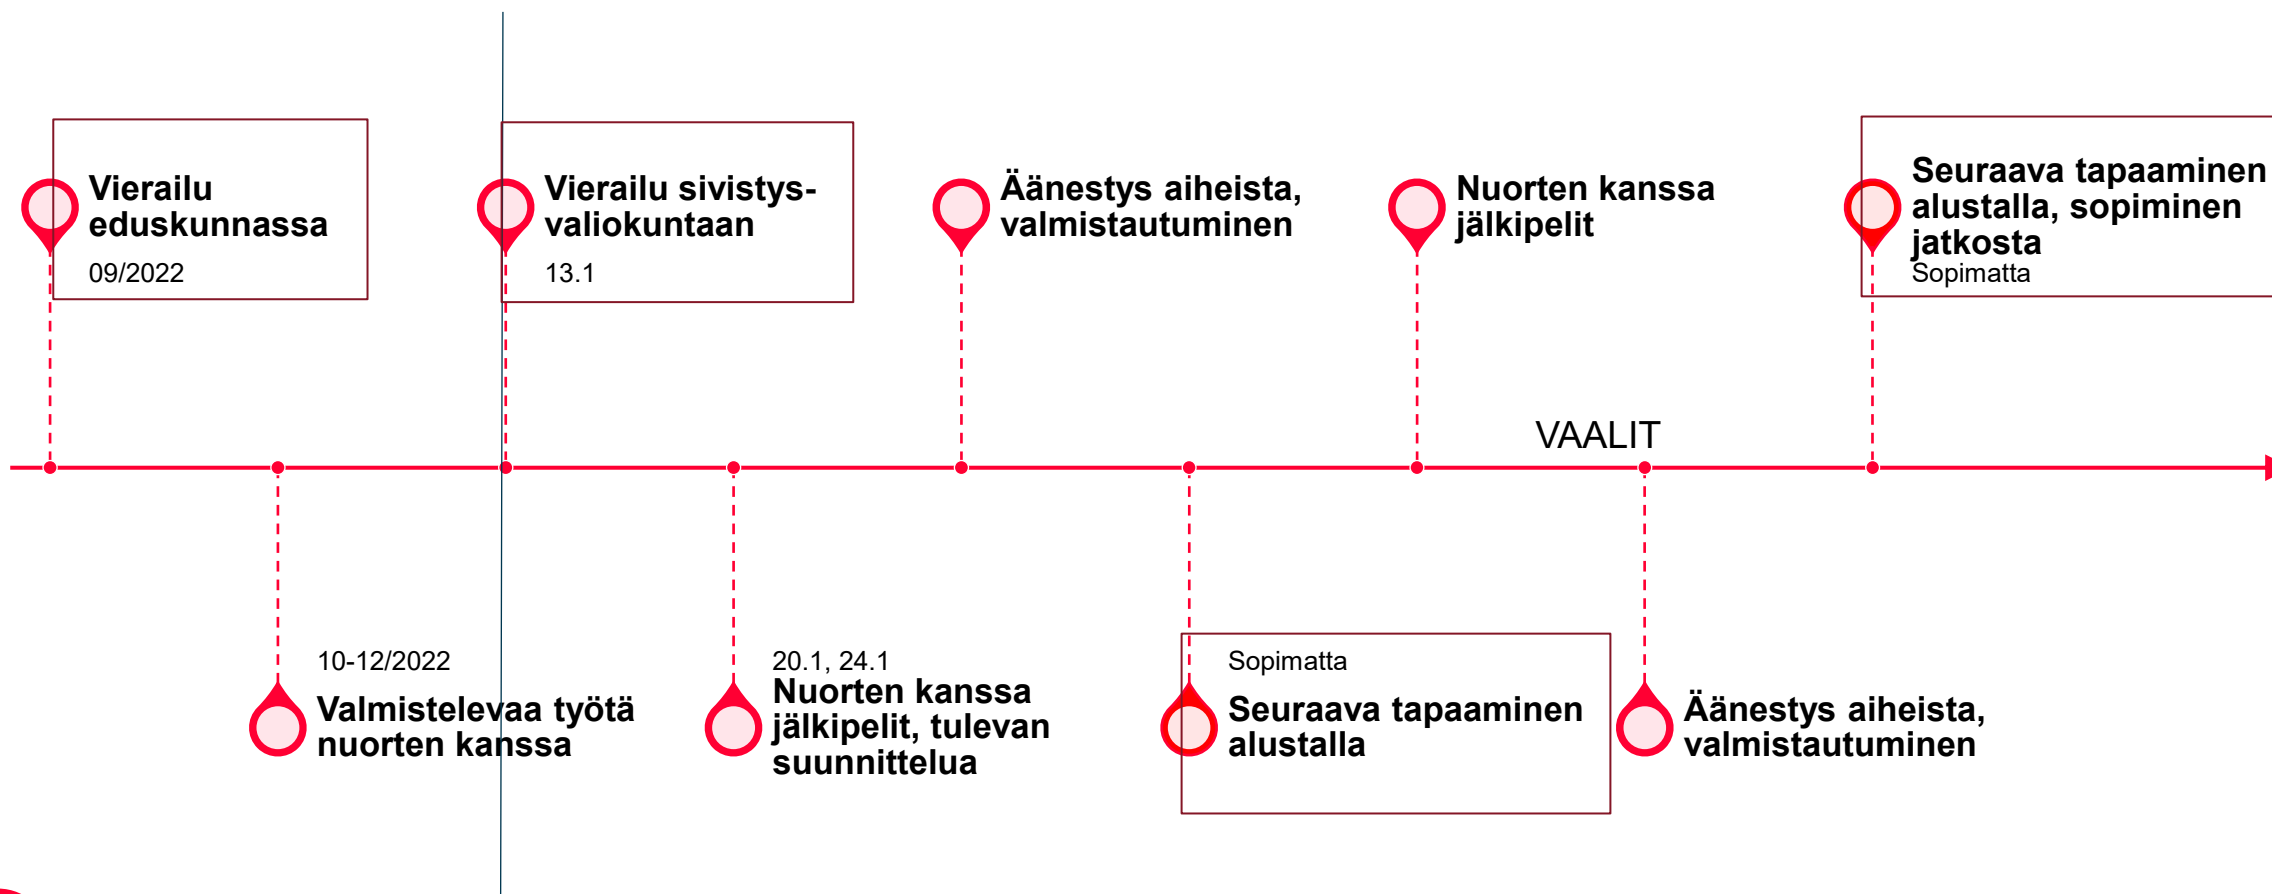 Vierailu
eduskunnassa
09/2022
Vierailu sivistys-
valiokuntaan
13.1
Äänestys aiheista,
valmistautuminen
Nuorten kanssa
jälkipelit
Seuraava tapaaminen
alustalla, sopiminen
jatkosta
Sopimatta
VAALIT
10-12/2022
Valmistelevaa työtä
nuorten kanssa
20.1, 24.1
Nuorten kanssa
jälkipelit, tulevan
suunnittelua
Sopimatta
Seuraava tapaaminen
alustalla
Äänestys aiheista,
valmistautuminen